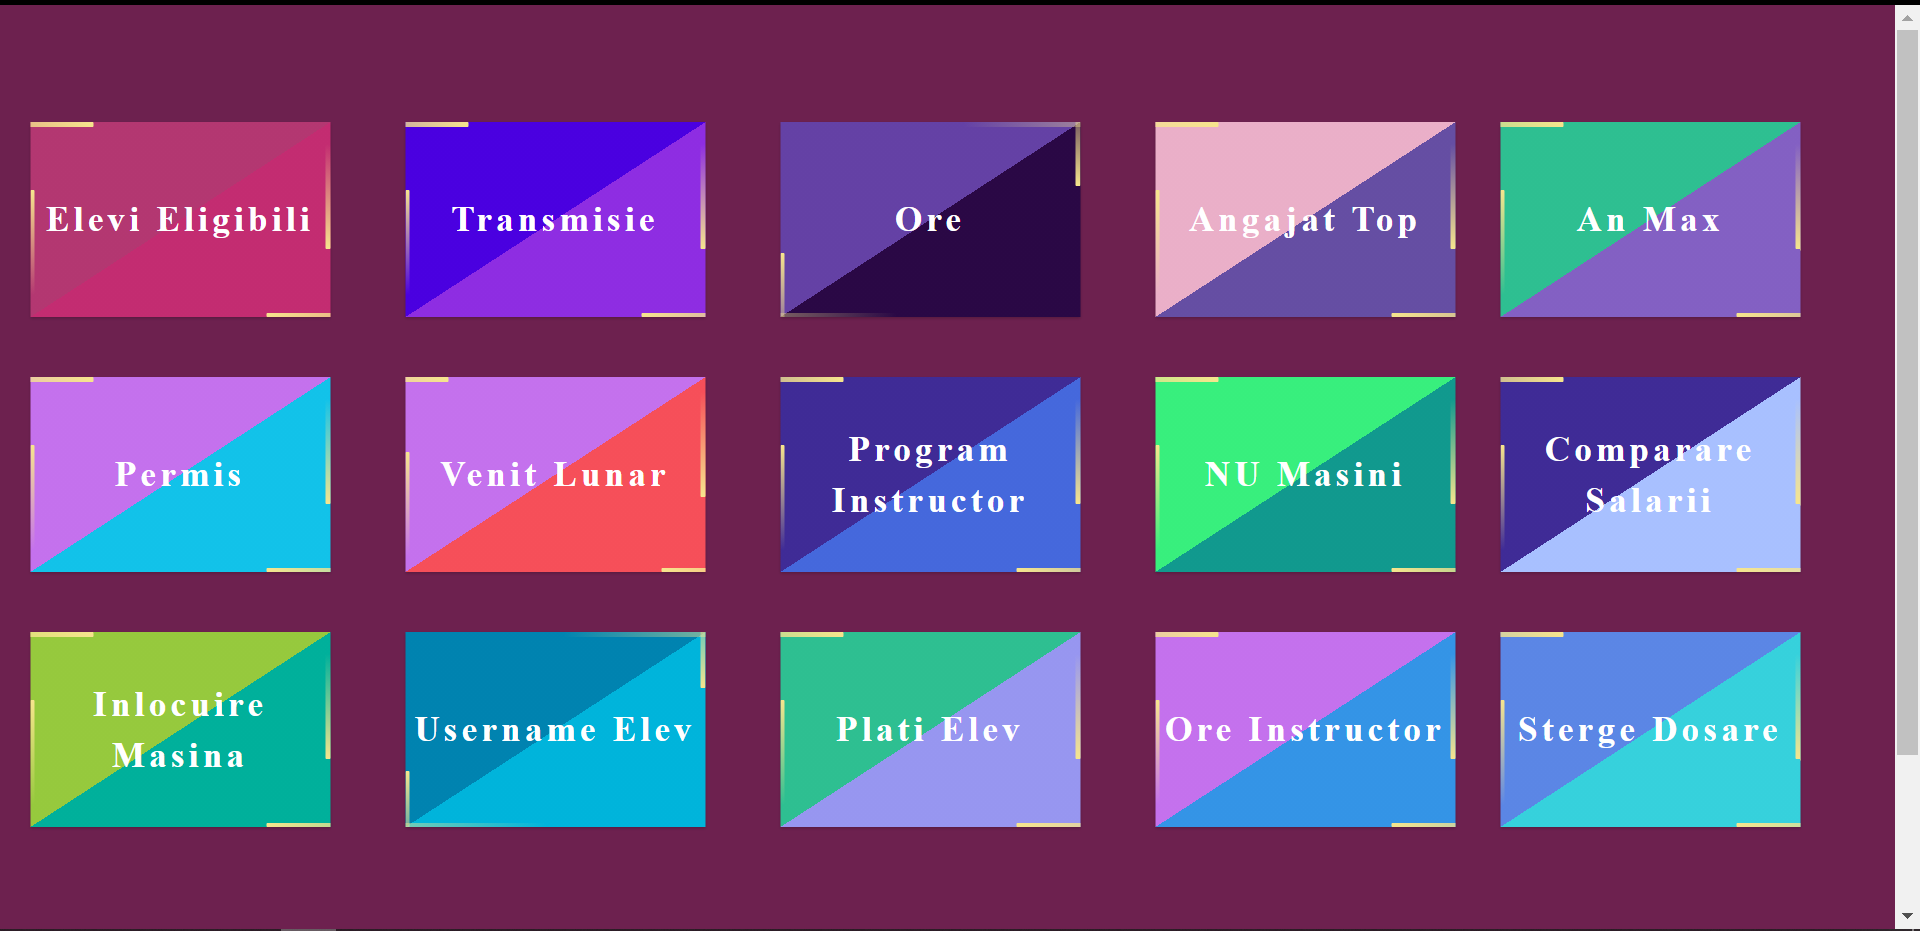 Elevi Eligibili
Transmisie
Ore
Angajat Top
An Max
Permis
Venit Lunar
Program
Instructor
NU Masini
Comparare
Salarii
Inlocuire
Masina
Username Elev
Plati Elev
Ore Instructor
Sterge Dosare